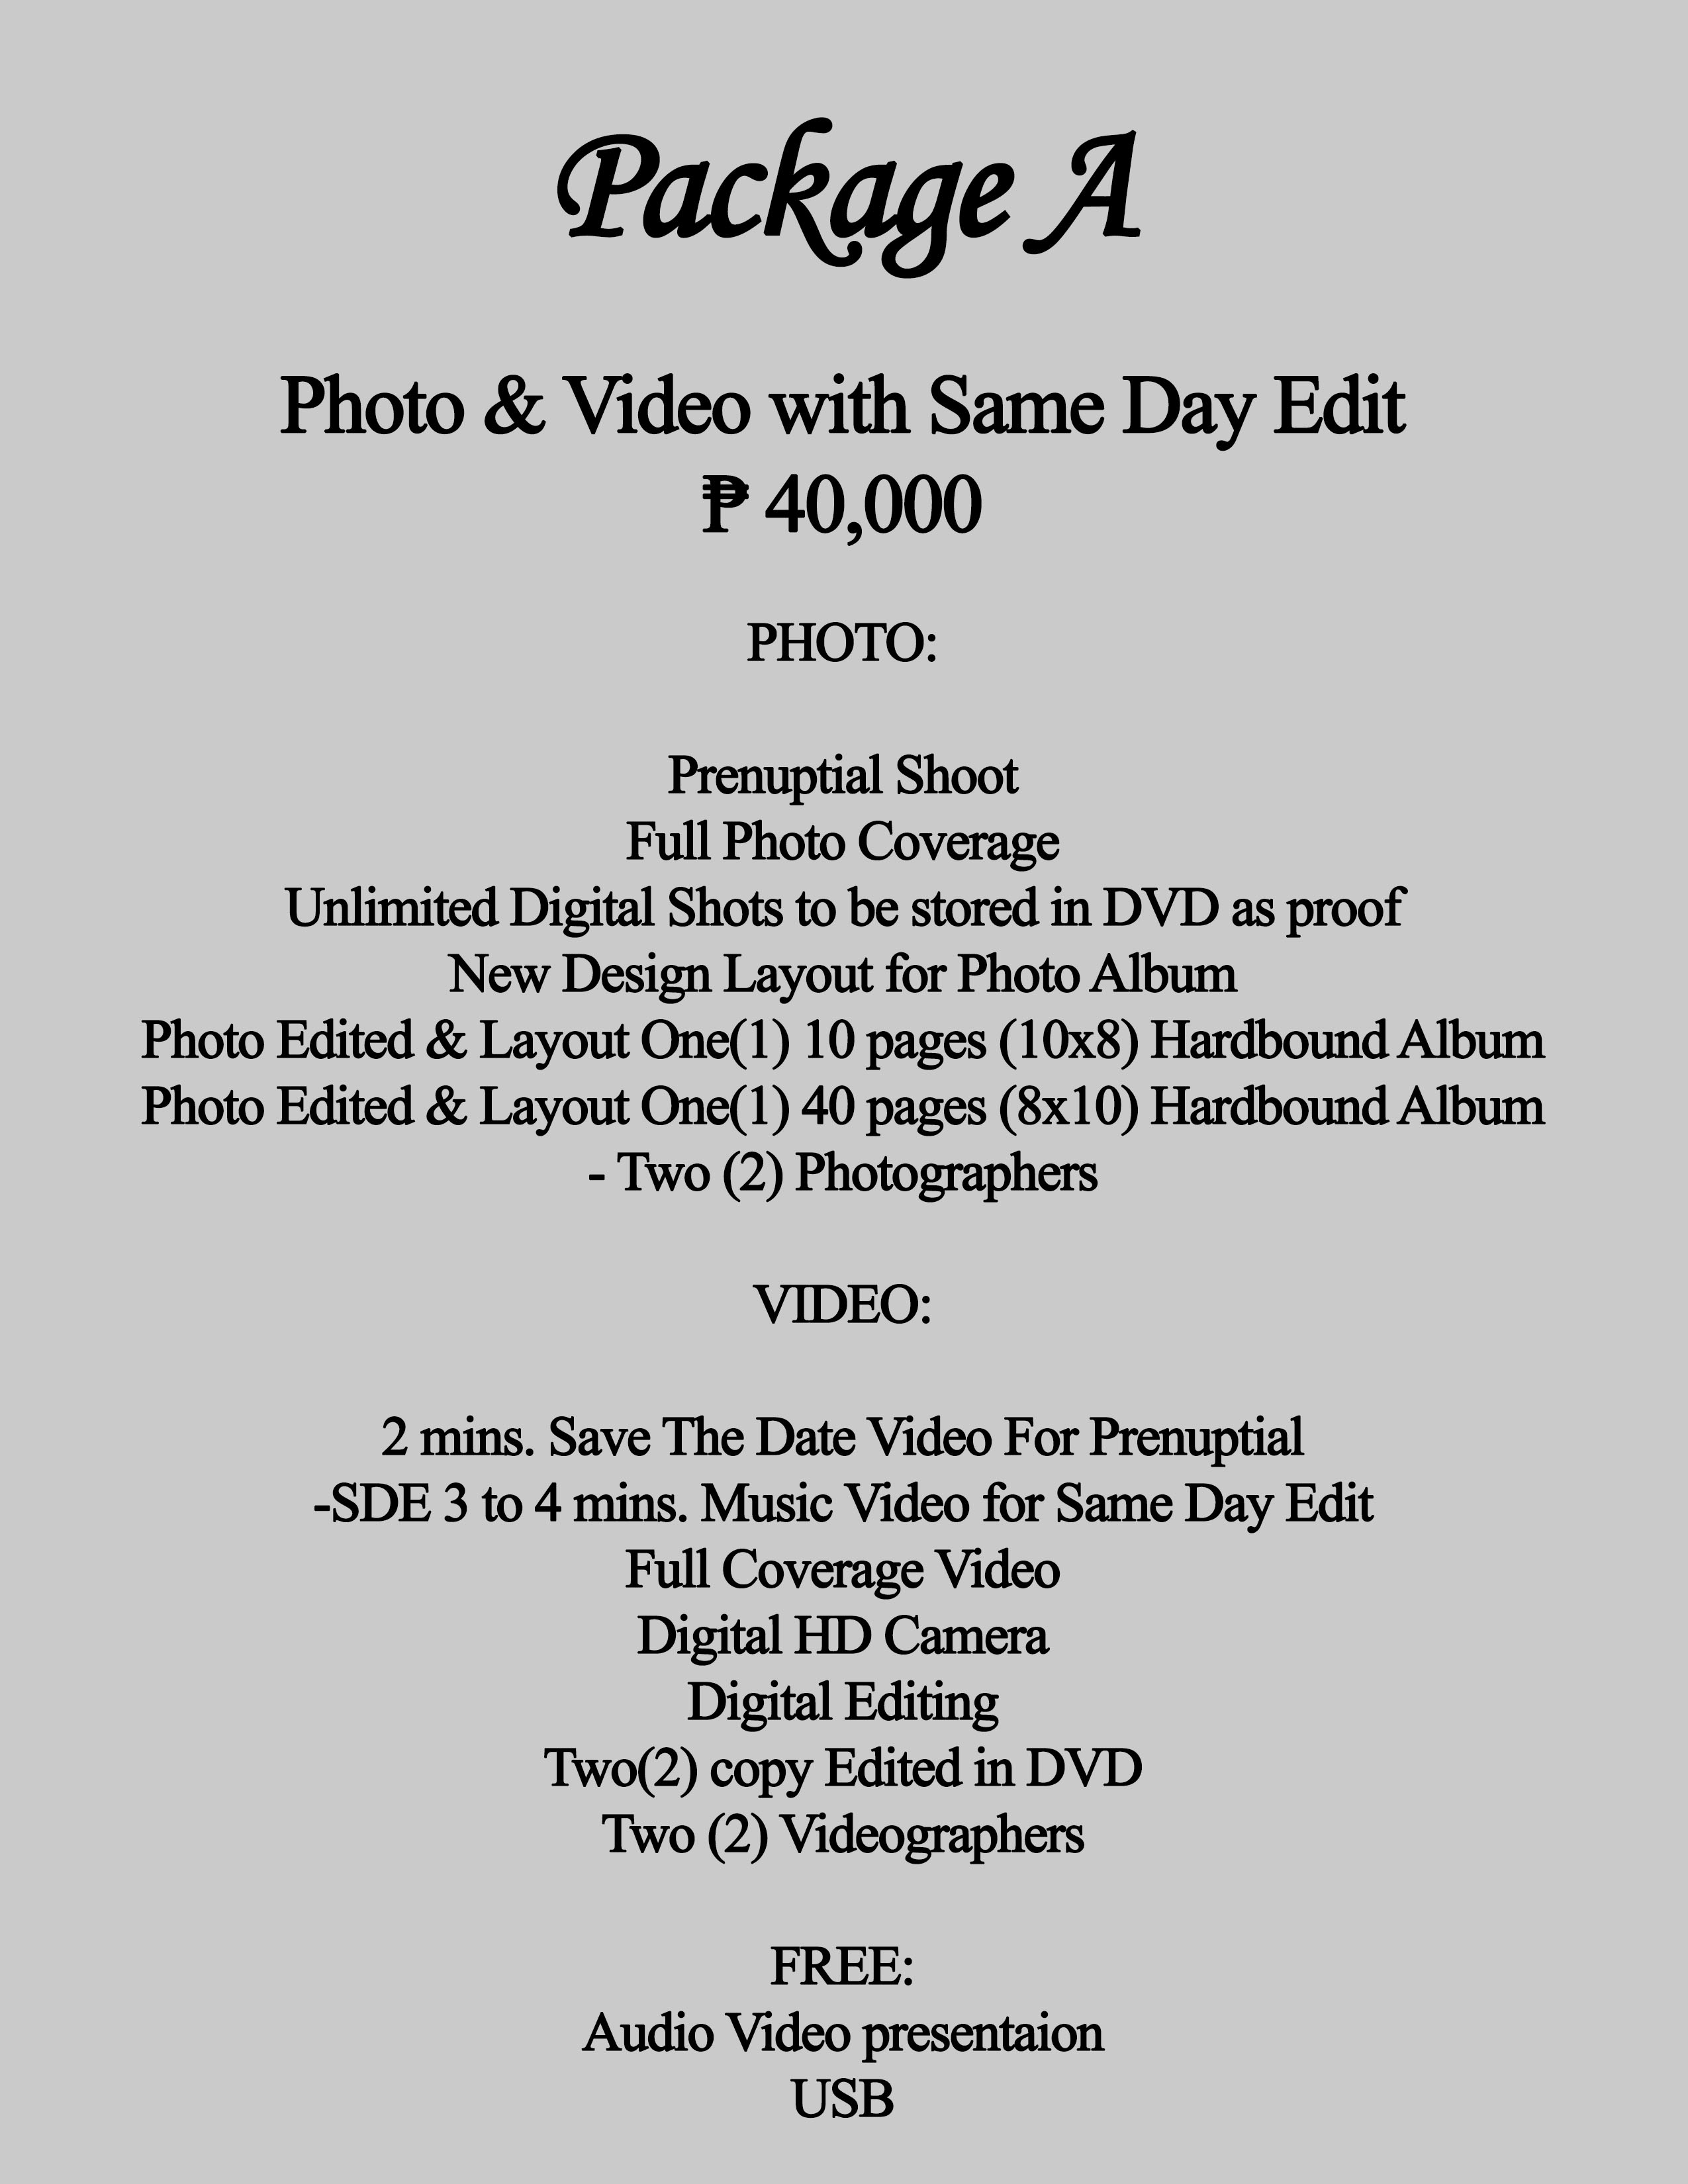 Package A
Photo & Video with Same Day Edit
₱ 40,000
PHOTO:
Prenuptial Shoot
Full Photo Coverage
Unlimited Digital Shots to be stored in DVD as proof
New Design Layout for Photo Album
Photo Edited & Layout One(1) 10 pages (10x8) Hardbound Album
Photo Edited & Layout One(1) 40 pages (8x10) Hardbound Album
- Two (2) Photographers
VIDEO:
2 mins. Save The Date Video For Prenuptial
-SDE 3 to 4 mins. Music Video for Same Day Edit
Full Coverage Video
Digital HD Camera
Digital Editing
Two(2) copy Edited in DVD
Two (2) Videographers
FREE:
Audio Video presentaion
USB